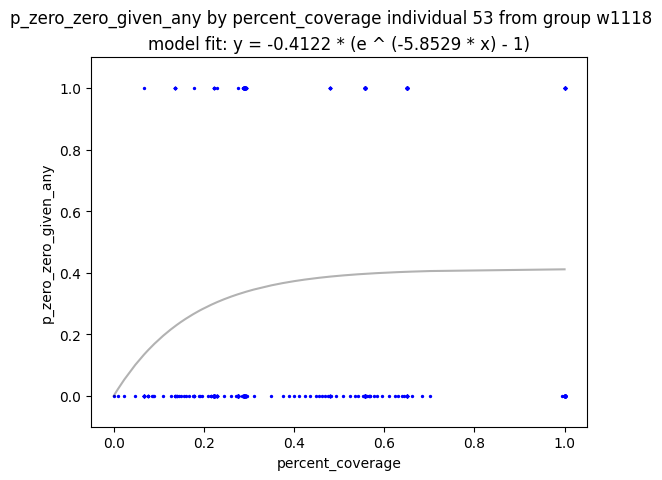 p_zero_zero_given_any by percent_coverage individual 53 from group w1118
model fit: y = -0.4122 * (e ^ (-5.8529 * x) - 1)
1.0
0.8
0.6
0.4
0.2
0.0
p_zero_zero_given_any
0.0 0.2 0.4 0.6 0.8 1.0
percent_coverage